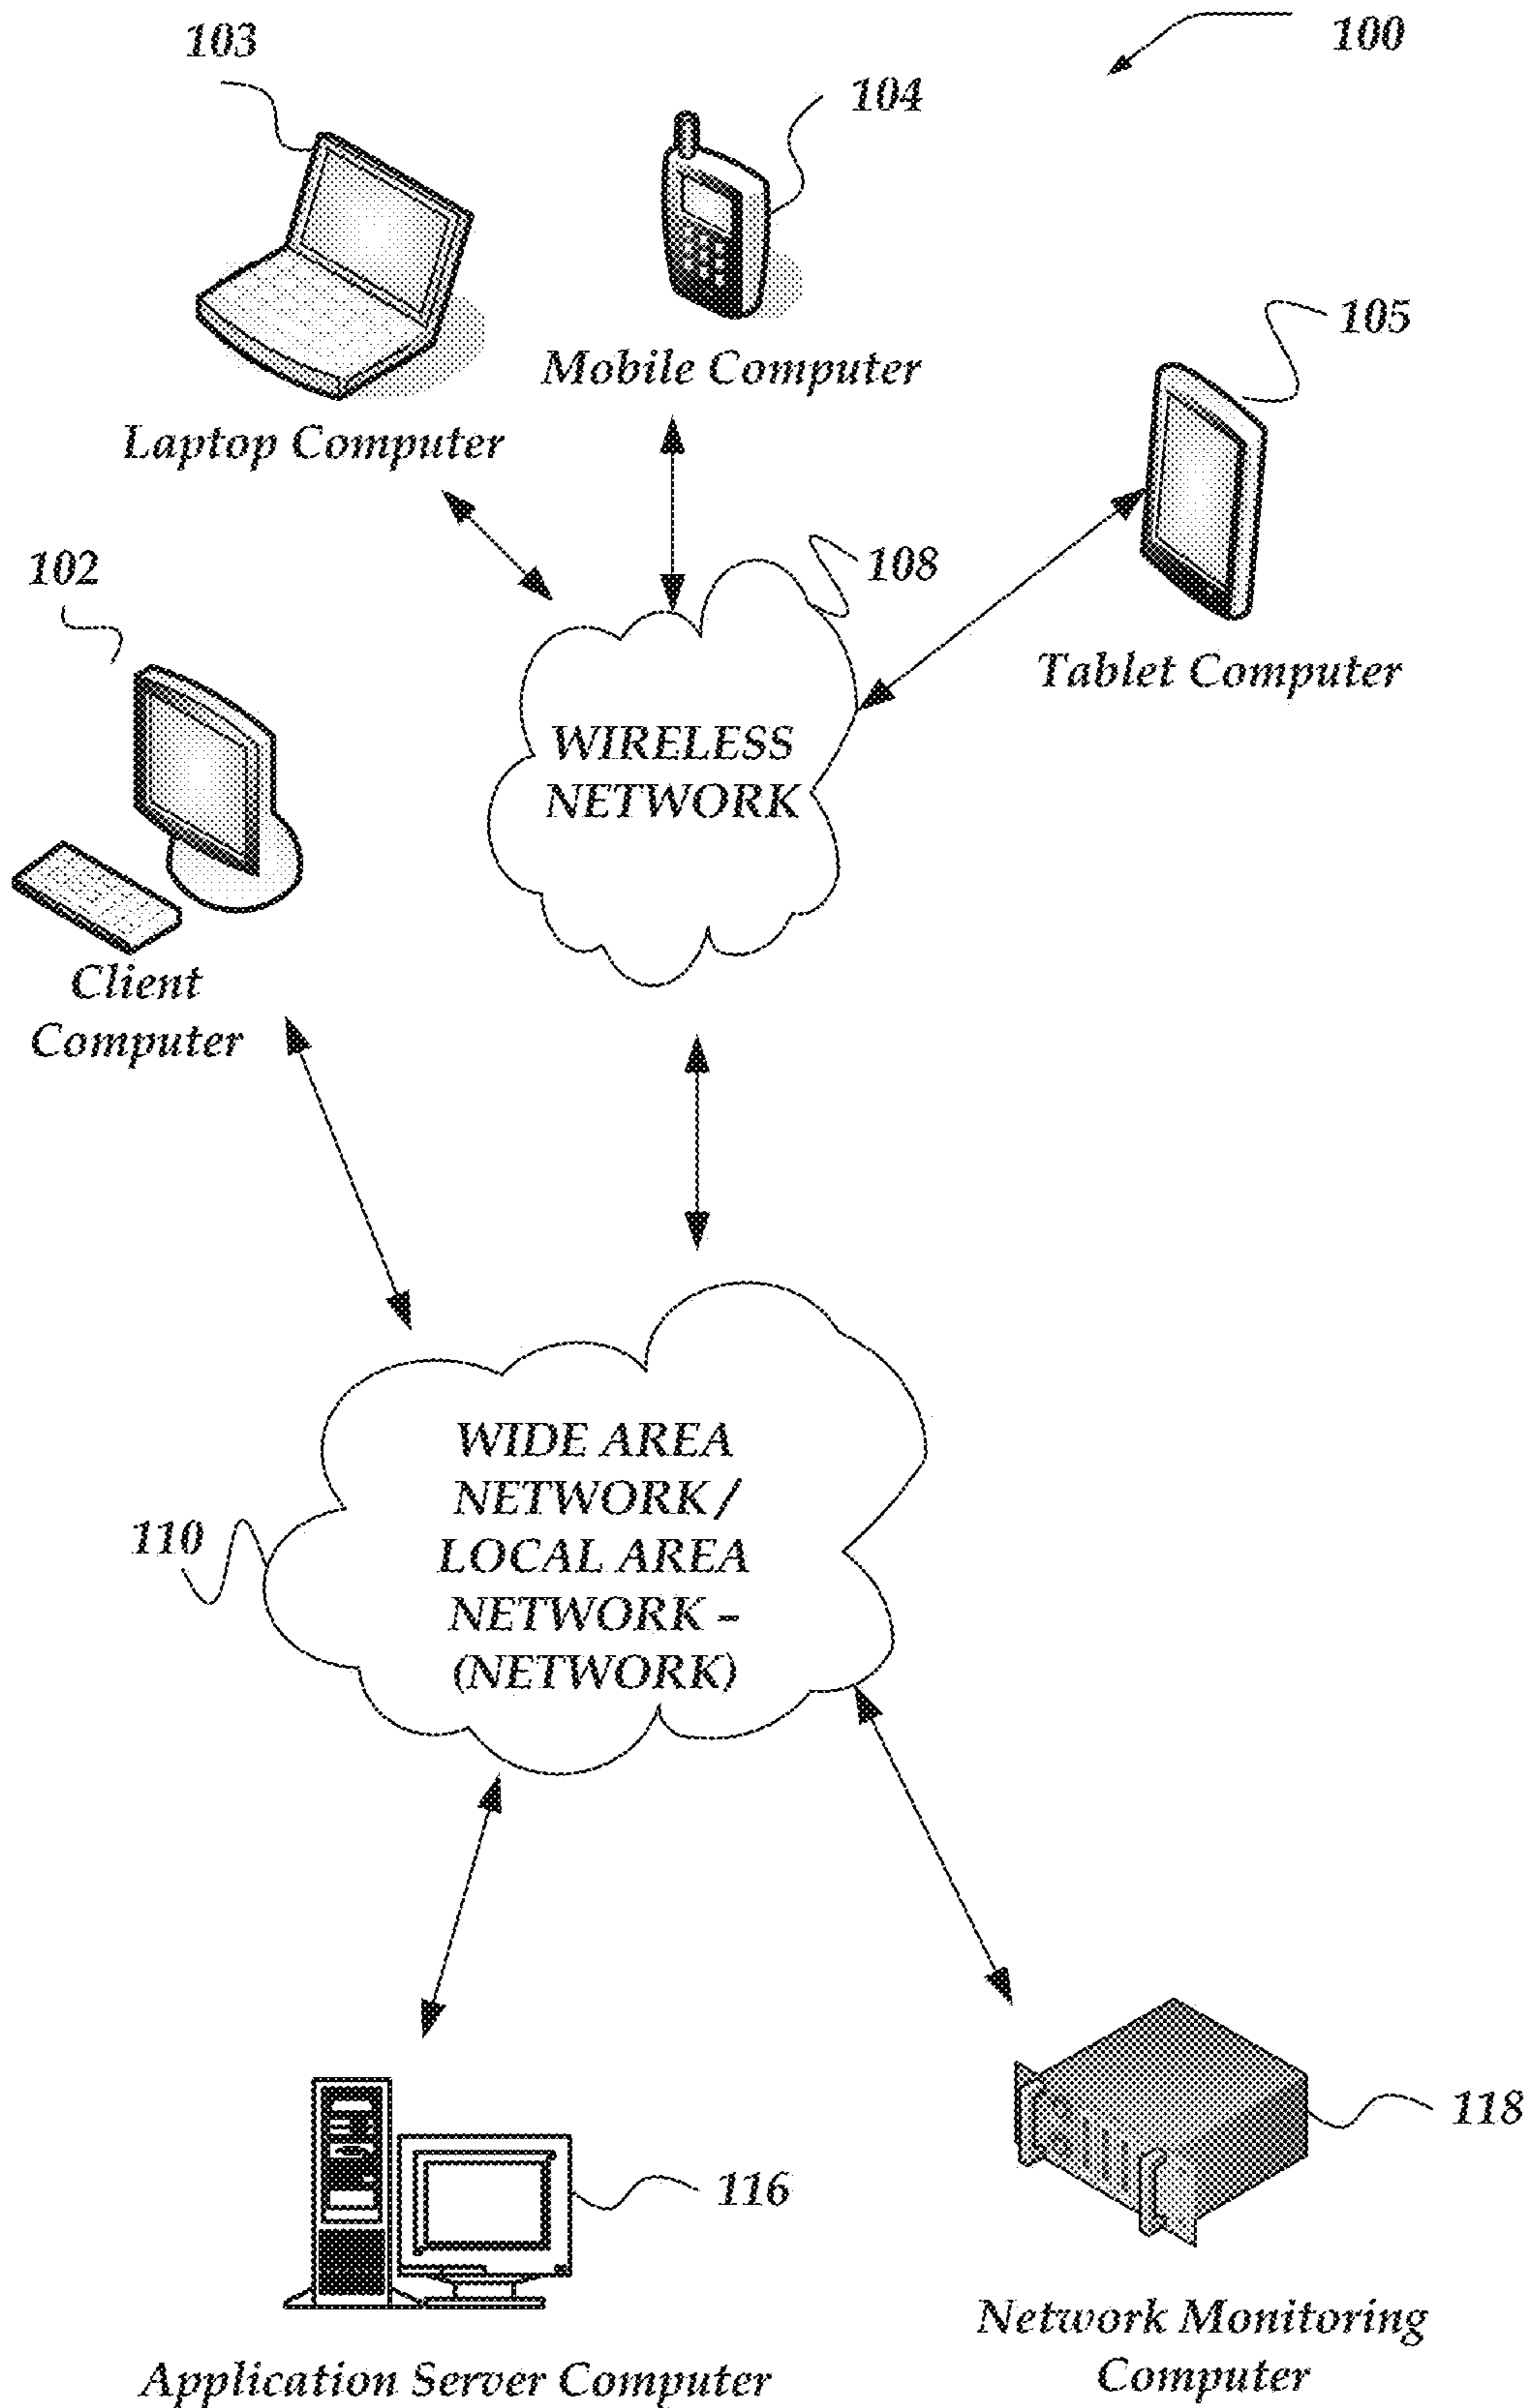 100
103
104
105
Mobile Computer
Laptop Computer
108
102
Tablet Computer
WIRELESS
NETWORK
Client
Computer
WIDE AREA
NETWORK /
LOCAL AREA
NETWORK –
(NETWORK)
110
118
116
Network Monitoring
Computer
Application Server Computer